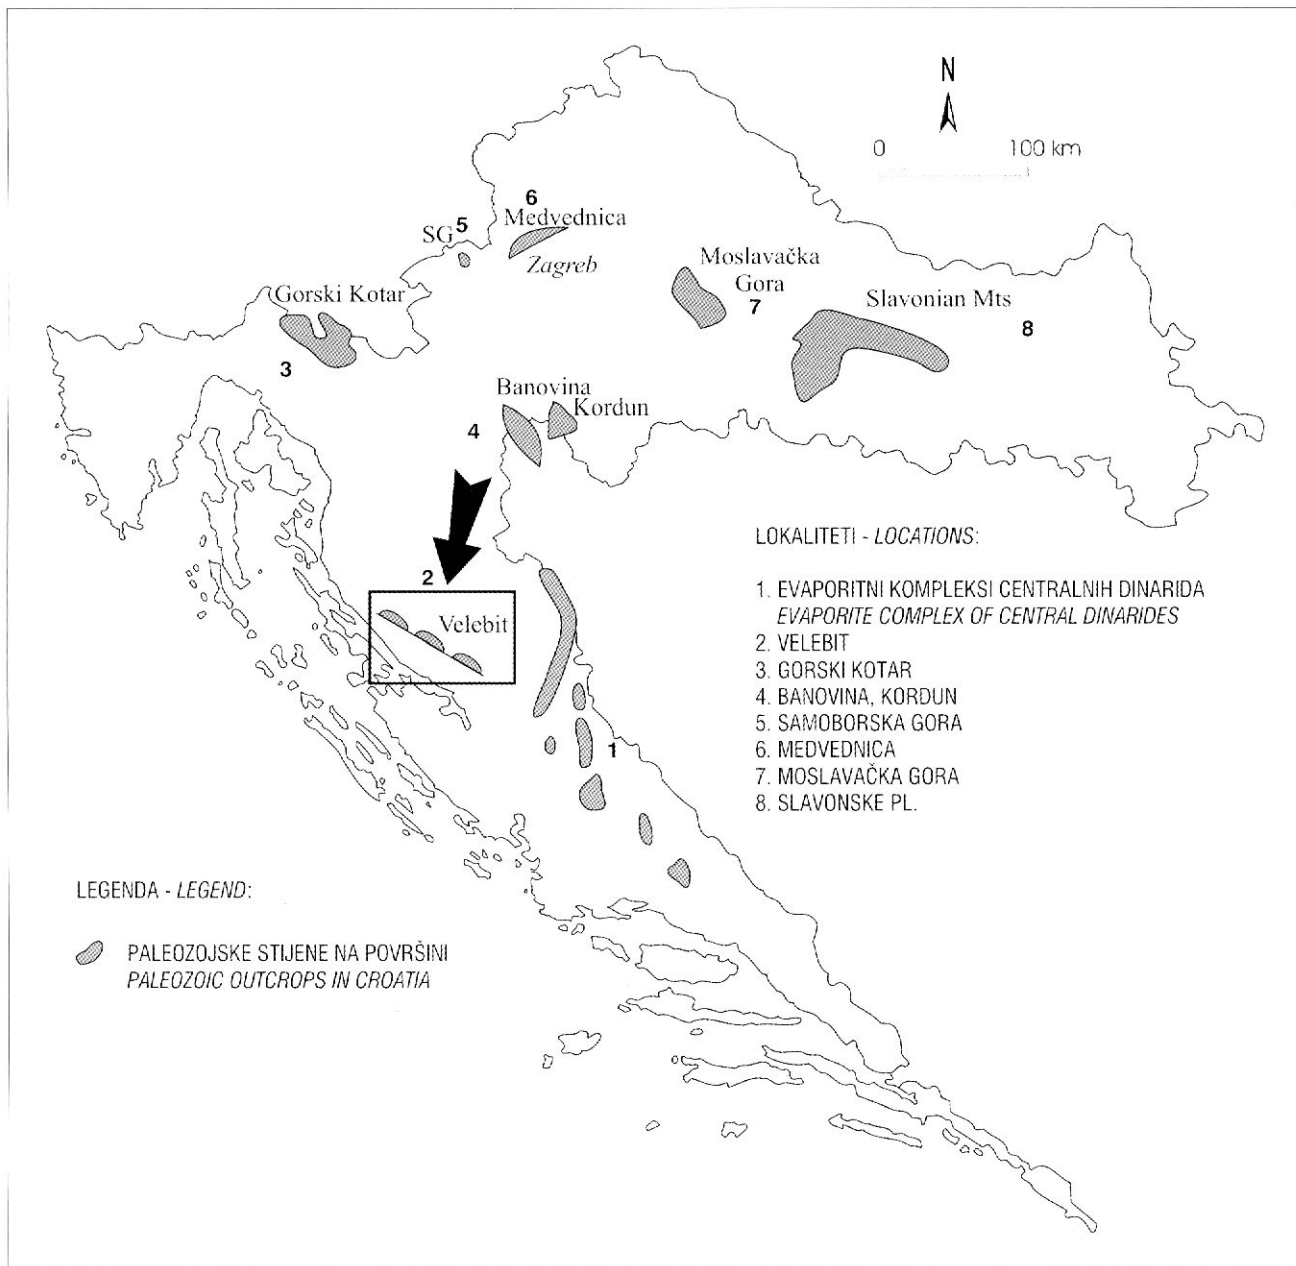 N
0 100 km
6
Medvednica
SG 5
Zagreb
Moslavačka
Gora
7
Gorski Kotar
Slavonian Mts
8
3
Banovina
Kordun
4
2
Velebit
1
LOKALITETI - LOCATIONS:
1. EVAPORITNI KOMPLEKSI CENTRALNIH DINARIDA
EVAPORITE COMPLEX OF CENTRAL DINARIDES
2. VELEBIT
3. GORSKI KOTAR
4. BANOVINA, KORDUN
5. SAMOBORSKA GORA
6. MEDVEDNICA
7. MOSLAVAČKA GORA
8. SLAVONSKE PL.
LEGENDA - LEGEND:
PALEOZOJSKE STIJENE NA POVRŠINI
PALEOZOIC OUTCROPS IN CROATIA